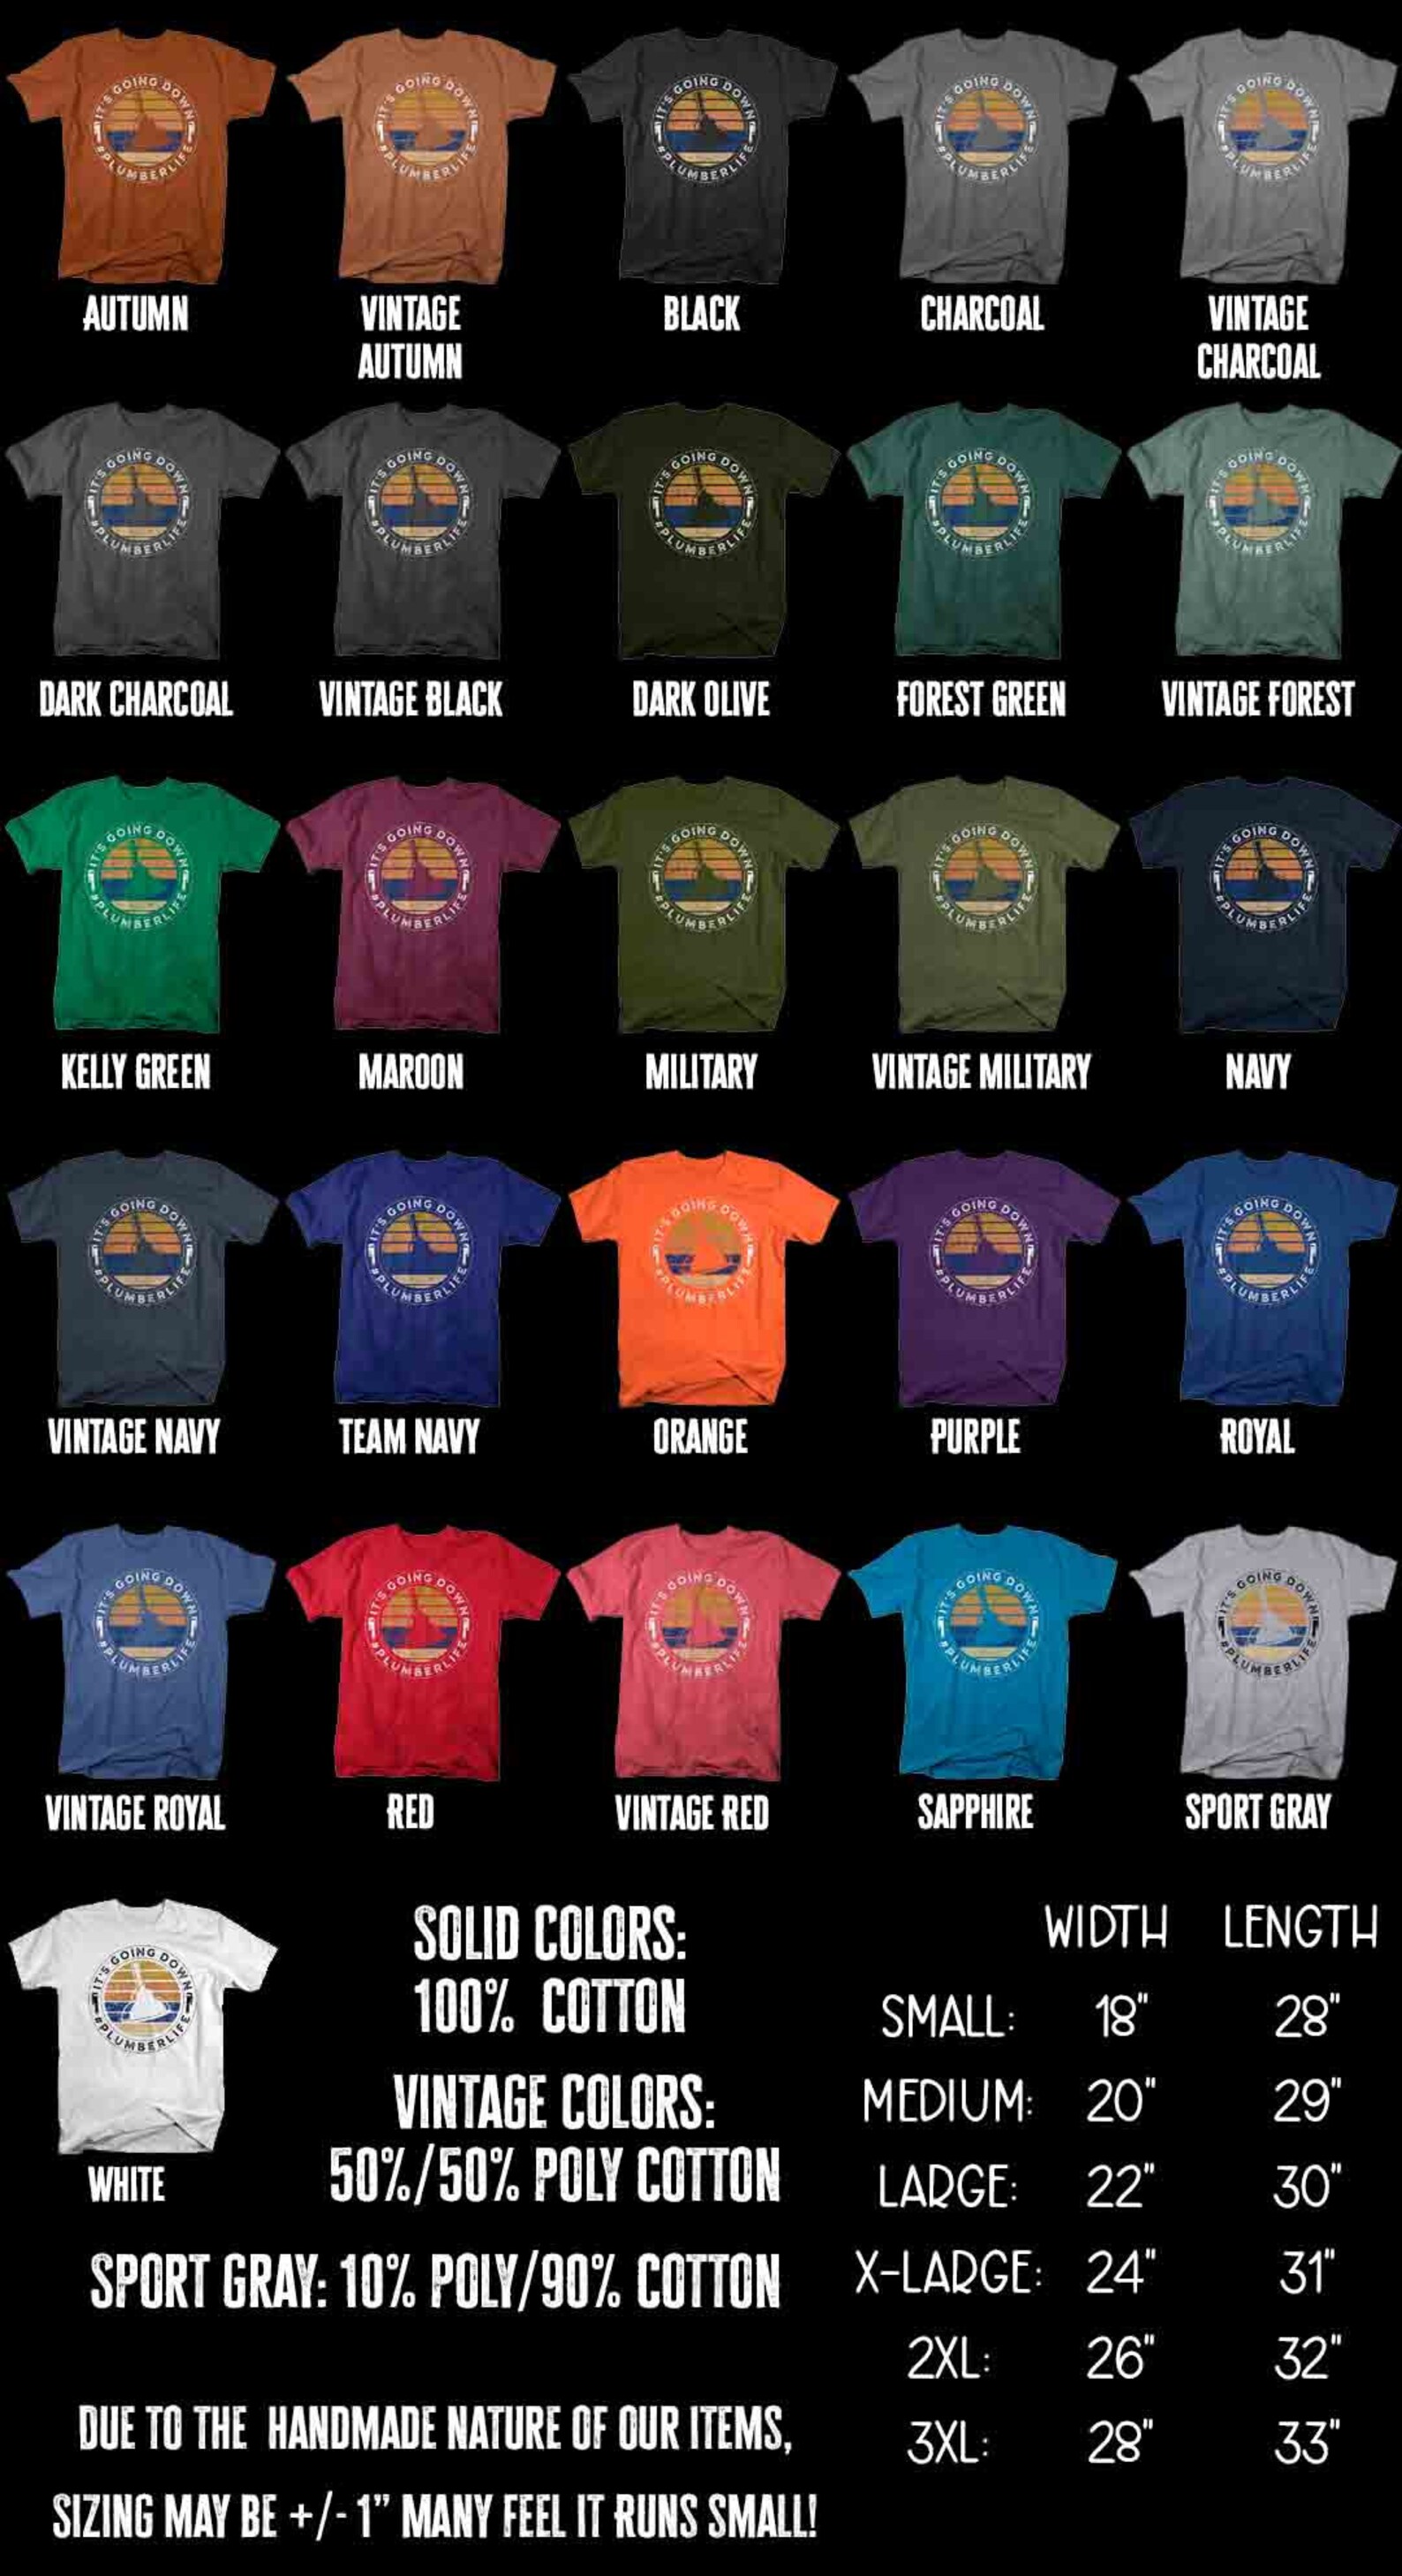 IT'S GOING DOWN
#PLUMBERLIFE
IT'S GOING DOWN
#PLUMBERLIFE
IT'S GOING DOWN
#PLUMBERLIFE
IT'S GOING DOWN
#PLUMBERLIFE
IT'S GOING DOWN
#PLUMBERLIFE
AUTUMN
VINTAGE
AUTUMN
BLACK
CHARCOAL
VINTAGE
CHARCOAL
IT'S GOING DOWN
#PLUMBERLIFE
IT'S GOING DOWN
#PLUMBERLIFE
IT'S GOING DOWN
#PLUMBERLIFE
IT'S GOING DOWN
#PLUMBERLIFE
IT'S GOING DOWN
#PLUMBERLIFE
DARK CHARCOAL
VINTAGE BLACK
DARK OLIVE
FOREST GREEN
VINTAGE FOREST
IT'S GOING DOWN
#PLUMBERLIFE
IT'S GOING DOWN
#PLUMBERLIFE
IT'S GOING DOWN
#PLUMBERLIFE
IT'S GOING DOWN
#PLUMBERLIFE
IT'S GOING DOWN
#PLUMBERLIFE
KELLY GREEN
MAROON
MILITARY
VINTAGE MILITARY
NAVY
IT'S GOING DOWN
#PLUMBERLIFE
IT'S GOING DOWN
#PLUMBERLIFE
IT'S GOING DOWN
#PLUMBERLIFE
IT'S GOING DOWN
#PLUMBERLIFE
IT'S GOING DOWN
#PLUMBERLIFE
VINTAGE NAVY
TEAM NAVY
ORANGE
PURPLE
ROYAL
IT'S GOING DOWN
#PLUMBERLIFE
IT'S GOING DOWN
#PLUMBERLIFE
IT'S GOING DOWN
#PLUMBERLIFE
IT'S GOING DOWN
#PLUMBERLIFE
IT'S GOING DOWN
#PLUMBERLIFE
VINTAGE ROYAL
RED
VINTAGE RED
SAPPHIRE
SPORT GRAY
IT'S GOING DOWN
#PLUMBERLIFE
WHITE
SOLID COLORS:
100% COTTON
VINTAGE COLORS:
50%/50% POLY COTTON
SPORT GRAY: 10% POLY/90% COTTON
DUE TO THE HANDMADE NATURE OF OUR ITEMS,
SIZING MAY BE +/- 1" MANY FEEL IT RUNS SMALL!
WIDTH LENGTH
SMALL: 18" 28"
MEDIUM: 20" 29"
LARGE: 22" 30"
X-LARGE: 24" 31"
2XL: 26" 32"
3XL: 28" 33"